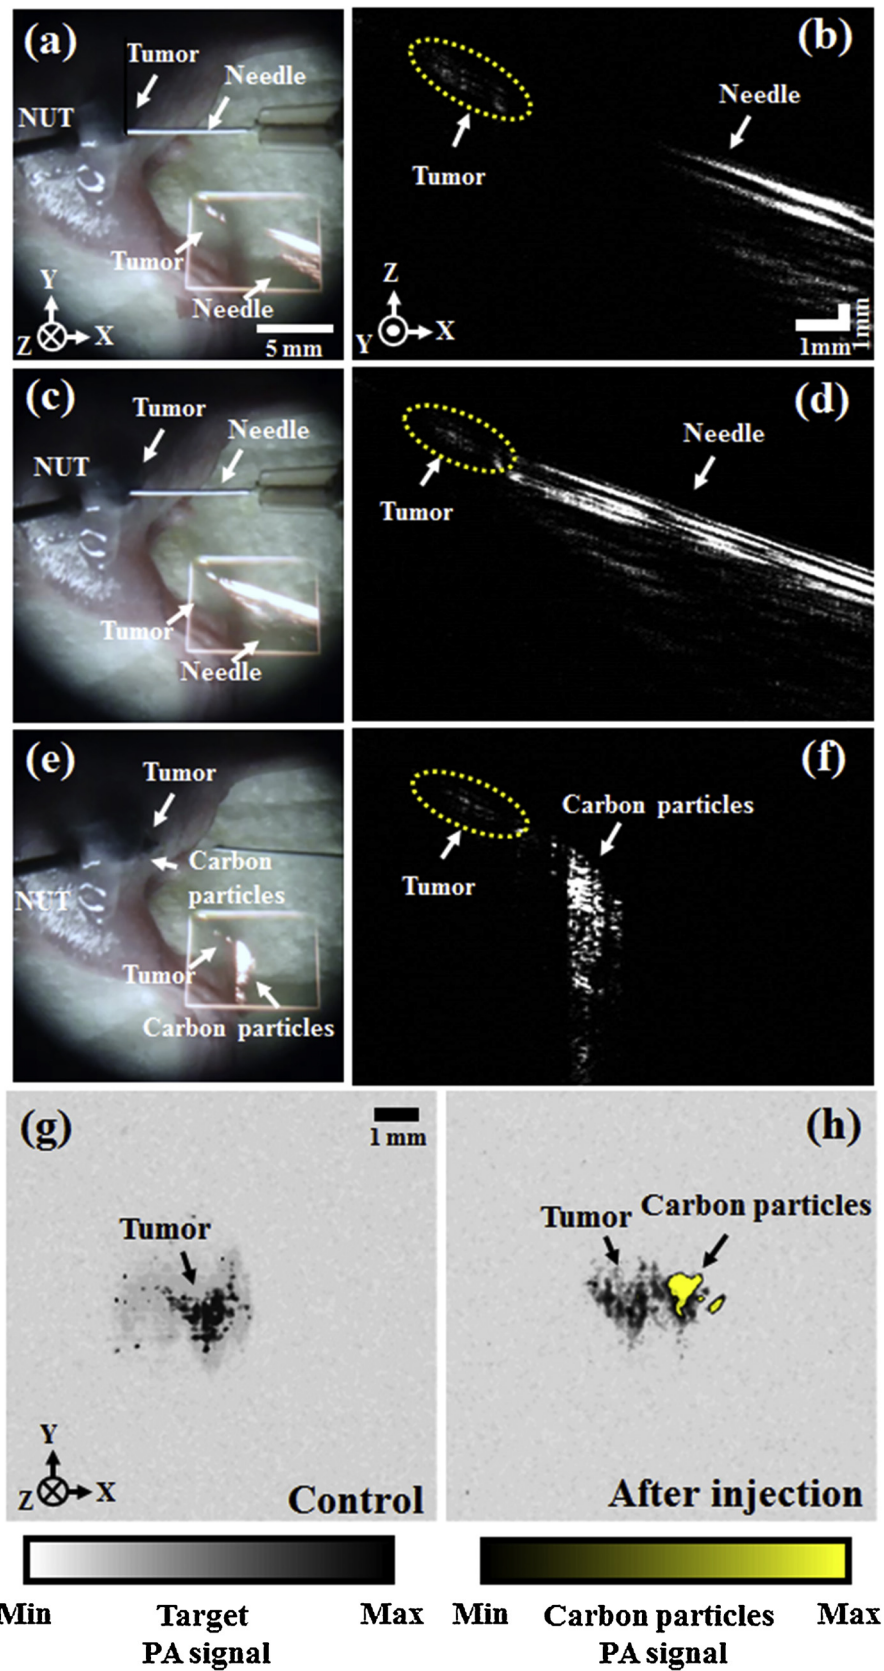 (a)
Tumor
Needle
NUT
Tumor
Needle
Y
Z
X
5 mm
(b)
Needle
Tumor
Z
Y
X
1mm
1mm
(c)
Tumor
Needle
NUT
Tumor
Needle
(d)
Needle
Tumor
(e)
Tumor
Carbon
particles
NUT
Tumor
Carbon particles
(f)
Carbon particles
Tumor
(g)
1 mm
Tumor
Y
Z
X
Control
(h)
Tumor
Carbon particles
After injection
Min
Target
PA signal
Max
Min
Carbon particles
PA signal
Max